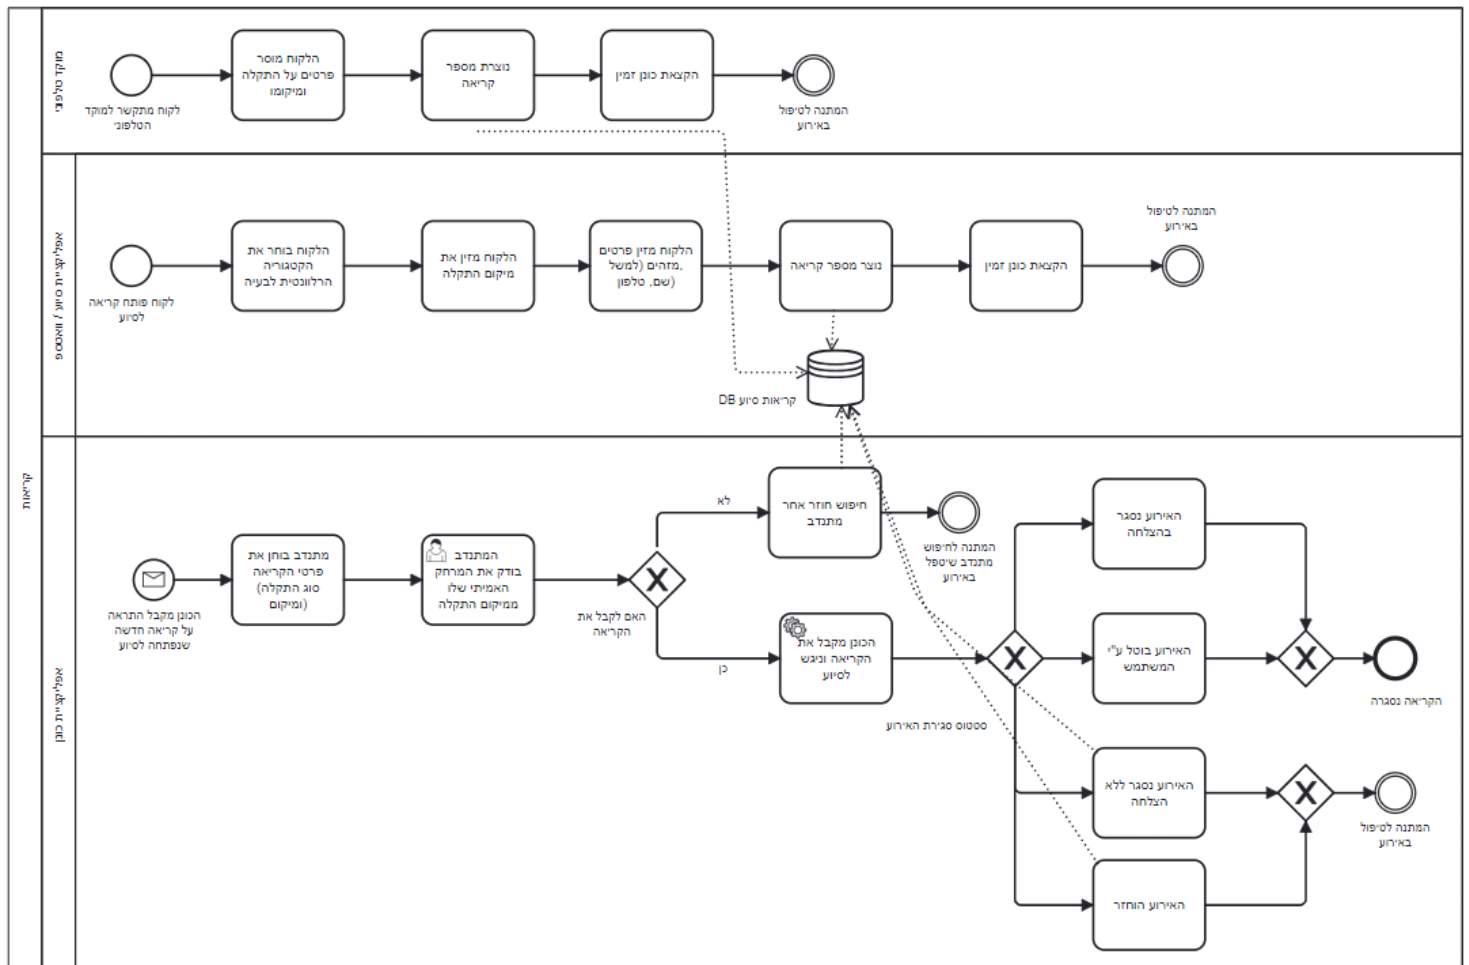 קריאות
מוקד טלפוני
לקוח מתקשר למוקד
הטלפוני
הלקוח מוסר
פרטים על התקלה
ומיקומו
נוצרת מספר
קריאה
הקצאת כונן זמין
המתנה לטיפול
באירוע
אפליקציית סיוע / וואטסאפ
לקוח פותח קריאה
לסיוע
הלקוח בוחר את
הקטגוריה
הרלוונטית לבעיה
הלקוח מזין את
מיקום התקלה
הלקוח מזין פרטים
מזהים (למשל,
שם, טלפון)
נוצר מספר קריאה
הקצאת כונן זמין
המתנה לטיפול
באירוע
קריאות סיוע DB
אפליקציית כונן
הכונן מקבל התראה
על קריאה חדשה
שנפתחה לסיוע
מתנדב בוחן את
פרטי הקריאה
(סוג התקלה
ומיקום)
המתנדב
בודק את המרחק
האמיתי שלו
ממיקום התקלה
האם לקבל את
הקריאה
לא
חיפוש חוזר אחר
מתנדב
המתנה לחיפוש
מתנדב שיטפל
באירוע
כן
הכונן מקבל את
הקריאה וניגש
לסיוע
סטטוס סגירת האירוע
האירוע נסגר
בהצלחה
האירוע בוטל ע"י
המשתמש
הקריאה נסגרה
האירוע נסגר ללא
הצלחה
האירוע הוחזר
המתנה לטיפול
באירוע